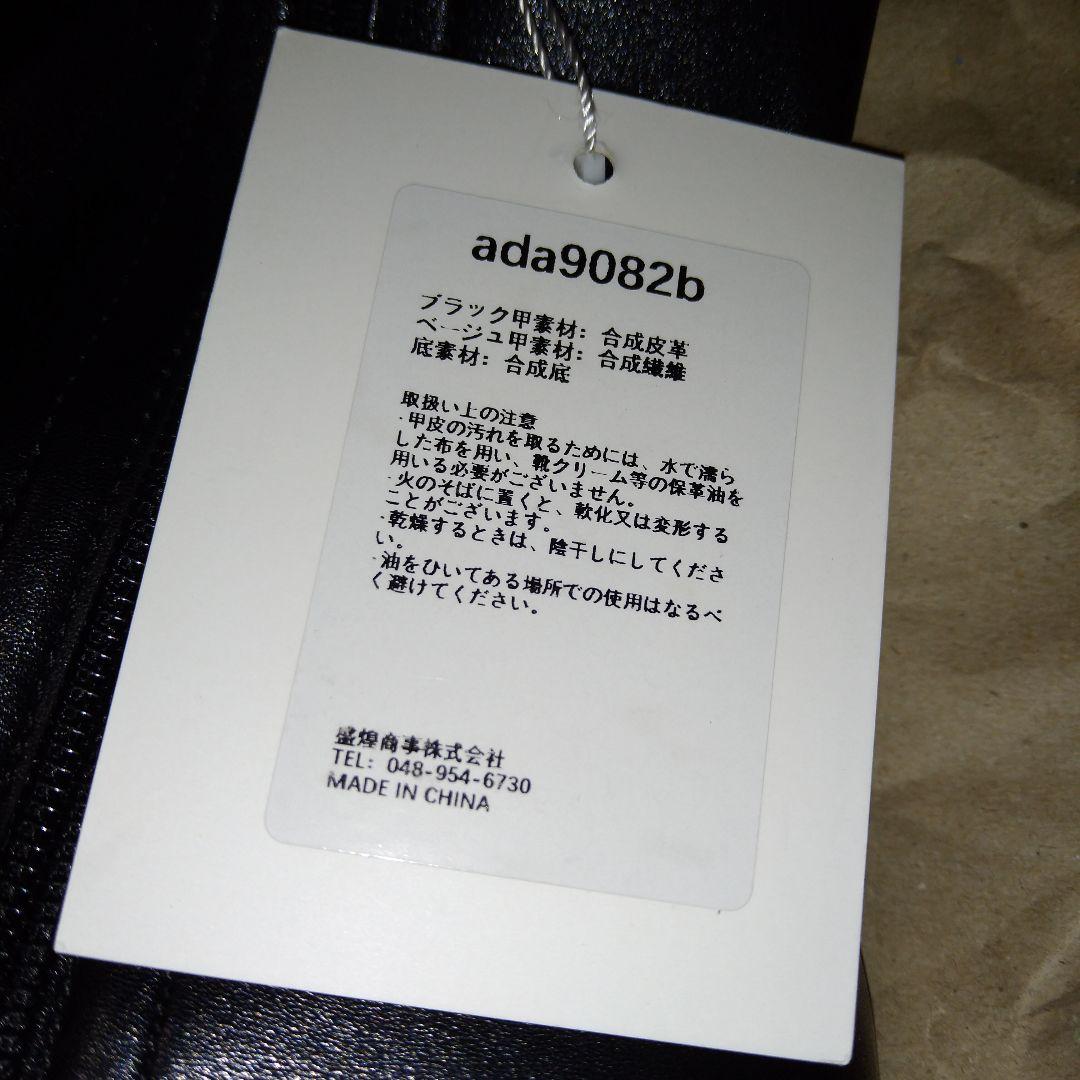 ada9082b
ブラック甲素材: 合成皮革
ベージュ甲素材: 合成繊維
底素材: 合成底
取扱い上の注意
·甲皮の汚れを取るためには、水で濡ら
した布を用い、靴クリーム等の保革油を
用いる必要がございません。
·火のそばに置くと、軟化又は変形する
ことがございます。
·乾燥するときは、陰干しにしてくださ
い。
·油をひいてある場所での使用はなるべ
く避けてください。
盛煌商事株式会社
TEL: 048-954-6730
MADE IN CHINA